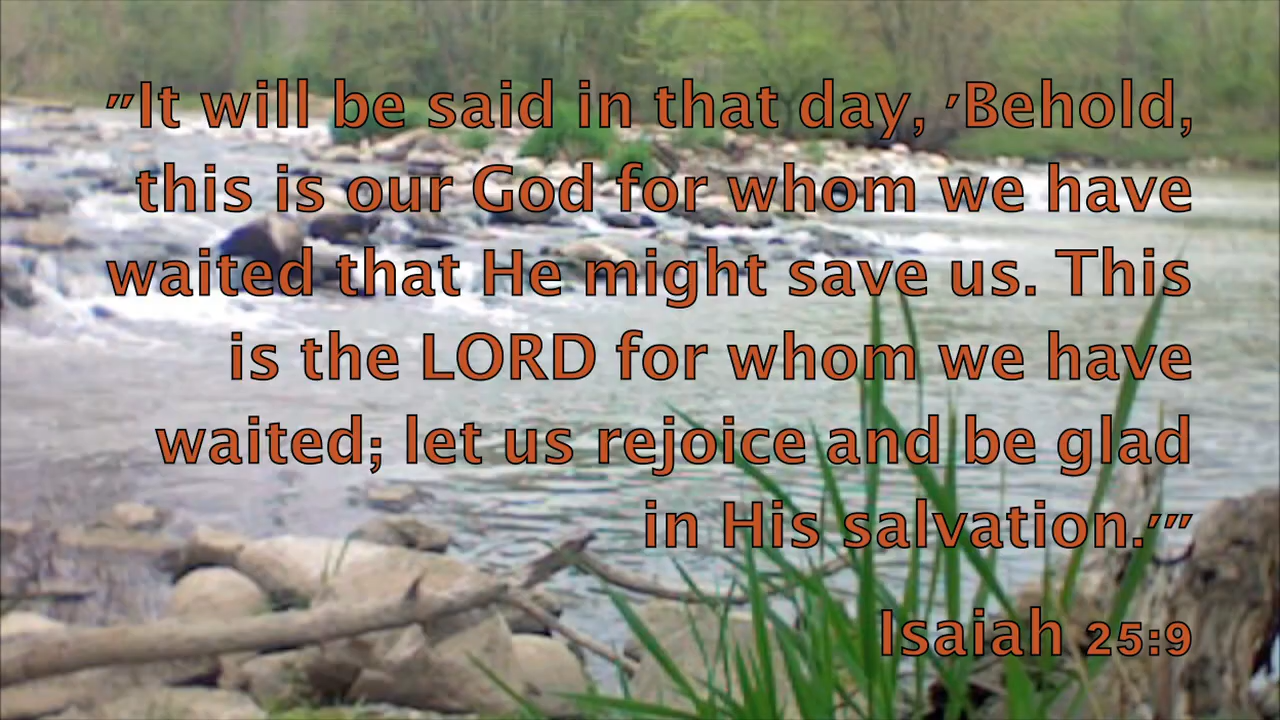 "It will be said in that day, 'Behold,
this is our God for whom we have
waited that He might save us. This
is the LORD for whom we have
waited; let us rejoice and be glad
in His salvation.'"
Isaiah 25:9